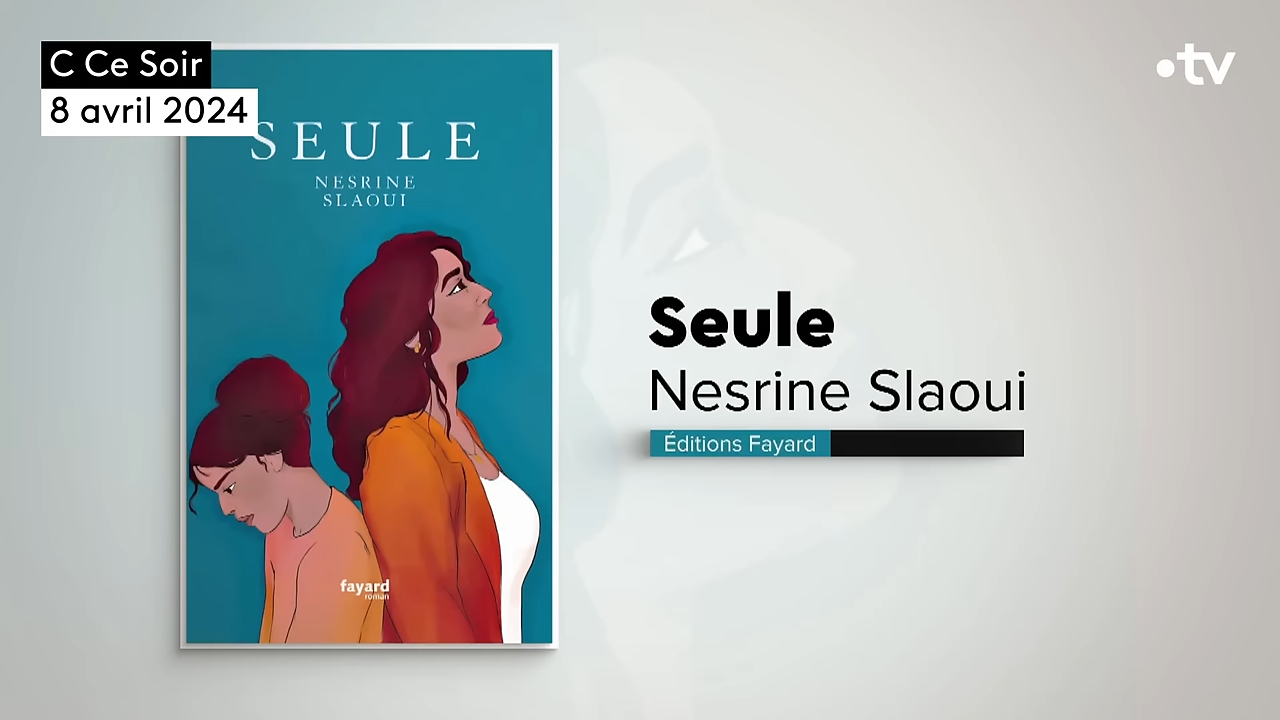 C Ce Soir
8 avril 2024
•tv
SEULE
NESRINE
SLAOUI
fayard
roman
Seule
Nesrine Slaoui
Éditions Fayard